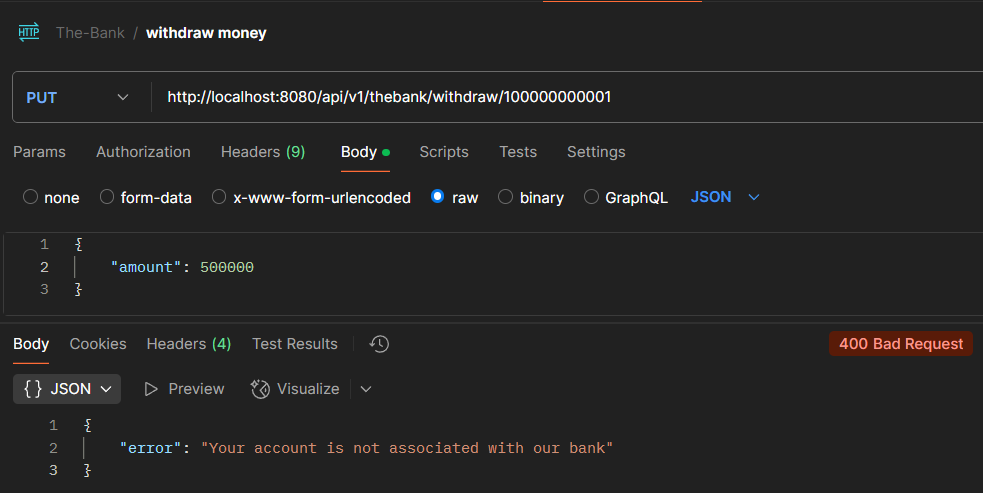 HTTP The-Bank / withdraw money
PUT http://localhost:8080/api/v1/thebank/withdraw/100000000001
Params Authorization Headers (9) Body Scripts Tests Settings
none form-data x-www-form-urlencoded raw binary GraphQL JSON
1 {
2 "amount": 500000
3 }
Body Cookies Headers (4) Test Results 400 Bad Request
{} JSON Preview Visualize
1 {
2 "error": "Your account is not associated with our bank"
3 }